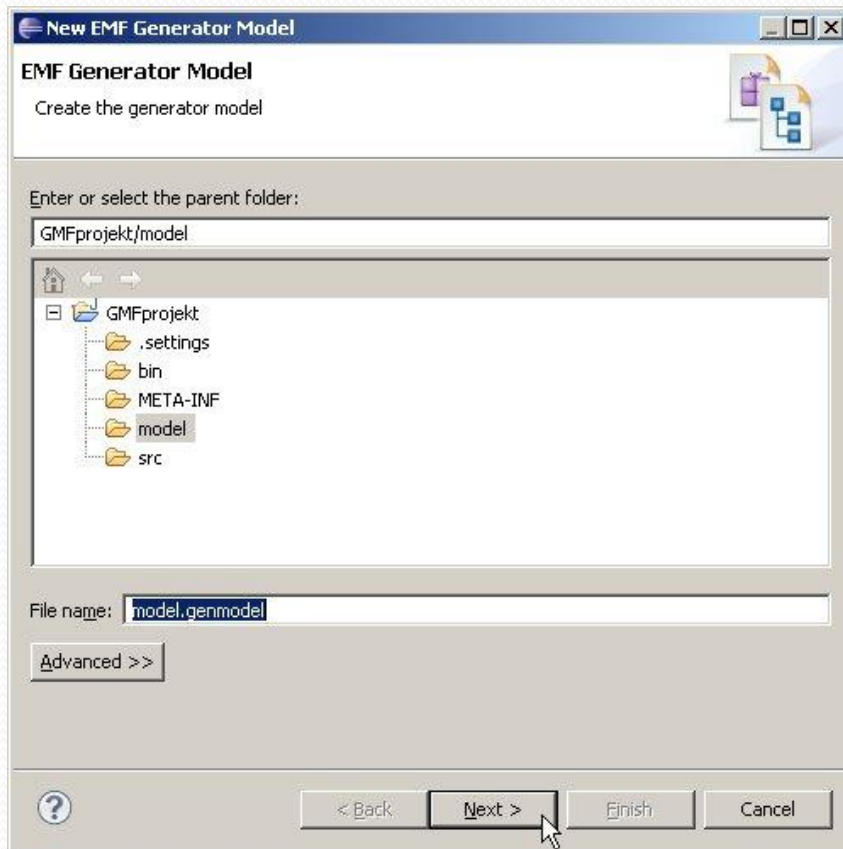 New EMF Generator Model
EMF Generator Model
Create the generator model
Enter or select the parent folder:
GMFprojekt/model
GMFprojekt
.settings
bin
META-INF
model
src
File name: model.genmodel
Advanced >>
? < Back Next > Finish Cancel